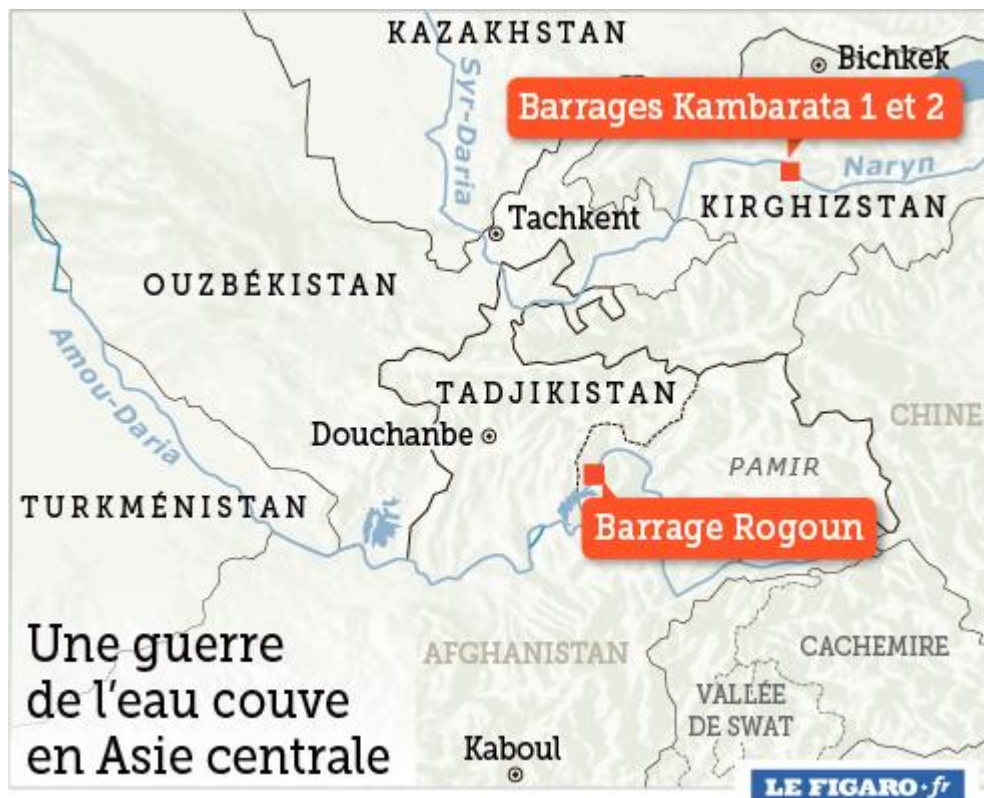 KAZAKHSTAN
Bichkek
Syr-Daria
Barrages Kambarata 1 et 2
Naryn
KIRGHIZSTAN
Tachkent
OUZBÉKISTAN
Amou-Daria
TADJIKISTAN
CHINE
Douchanbe
PAMIR
TURKMÉNISTAN
Barrage Rogoun
Une guerre
de l'eau couve
en Asie centrale
AFGHANISTAN
CACHEMIRE
VALLÉE
DE SWAT
Kaboul
LE FIGARO·fr